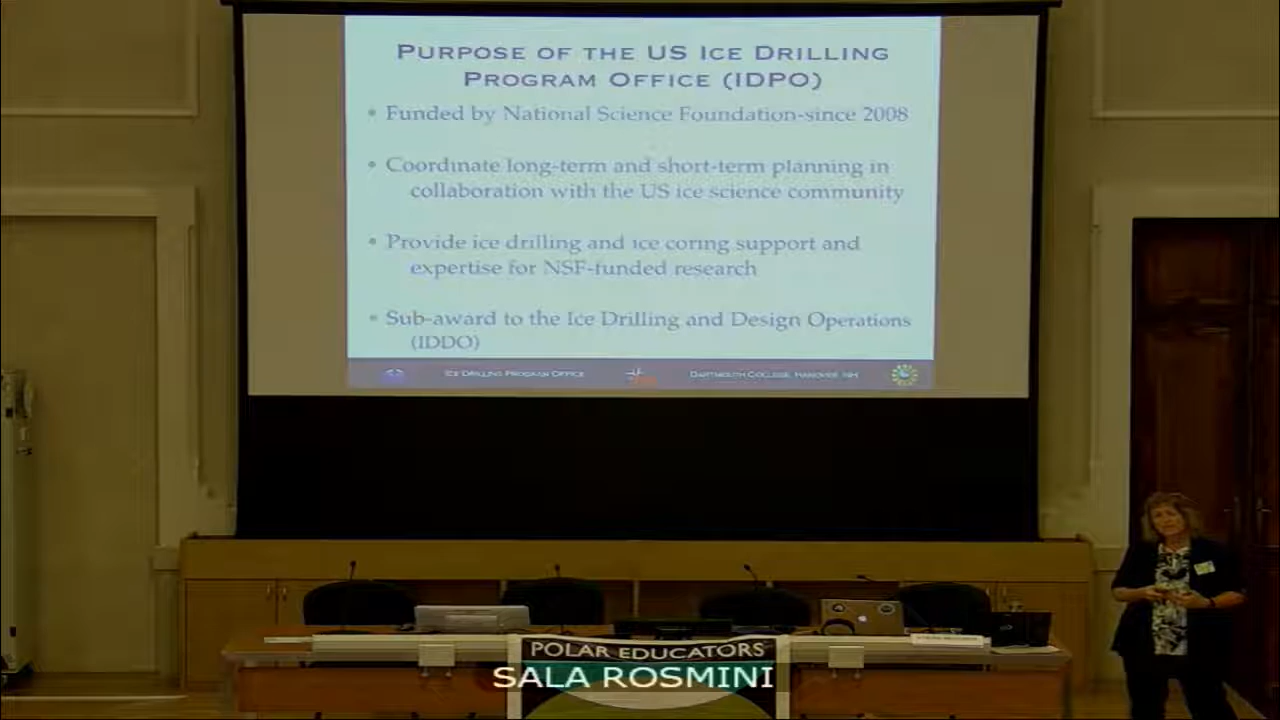 PURPOSE OF THE US ICE DRILLING
PROGRAM OFFICE (IDPO)
• Funded by National Science Foundation-since 2008
• Coordinate long-term and short-term planning in
collaboration with the US ice science community
• Provide ice drilling and ice coring support and
expertise for NSF-funded research
• Sub-award to the Ice Drilling and Design Operations
(IDDO)
ICE DRILLING PROGRAM OFFICE
DARTMOUTH COLLEGE, HANOVER, NH
POLAR EDUCATORS
SALA ROSMINI